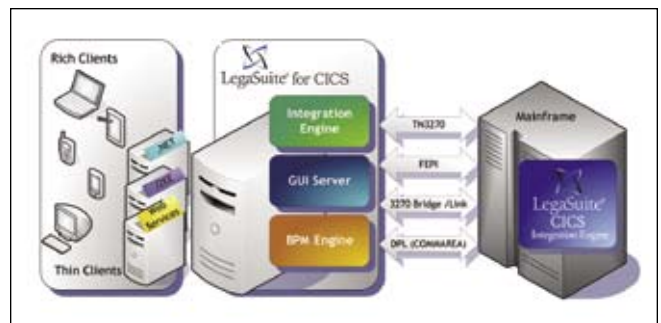 Rich Clients
.NET
Web
Services
Thin Clients
LegaSuite® for CICS
Integration
Engine
GUI Server
BPM Engine
TN3270
FEPI
3270 Bridge /Link
DPL (COMMAREA)
Mainframe
LegaSuite®
CICS
Integration Engine